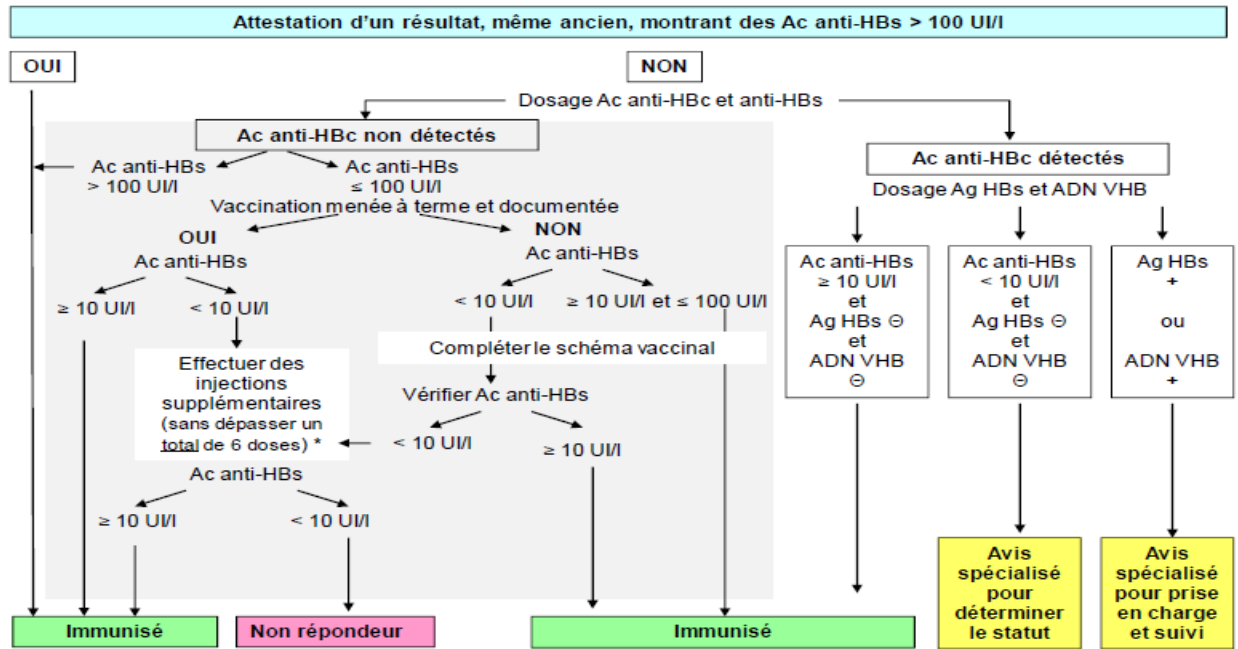 Attestation d'un résultat, même ancien, montrant des Ac anti-HBs > 100 UI/l
OUI
NON
Dosage Ac anti-HBc et anti-HBs
Ac anti-HBc non détectés
Ac anti-HBs
> 100 UI/l
Ac anti-HBs
≤ 100 UI/l
Vaccination menée à terme et documentée
OUI
Ac anti-HBs
≥ 10 UI/l
< 10 UI/l
Effectuer des
injections
supplémentaires
(sans dépasser un
total de 6 doses) *
Ac anti-HBs
≥ 10 UI/l
< 10 UI/l
NON
Ac anti-HBs
< 10 UI/l
≥ 10 UI/l et ≤ 100 UI/l
Compléter le schéma vaccinal
Vérifier Ac anti-HBs
< 10 UI/l
≥ 10 UI/l
Ac anti-HBc détectés
Dosage Ag HBs et ADN VHB
Ac anti-HBs
≥ 10 UI/l
et
Ag HBs ⊖
et
ADN VHB
⊖
Ac anti-HBs
< 10 UI/l
et
Ag HBs ⊖
et
ADN VHB
⊖
Ag HBs
+
ou
ADN VHB
+
Immunisé
Non répondeur
Immunisé
Avis
spécialisé
pour
déterminer
le statut
Avis
spécialisé
pour prise
en charge
et suivi